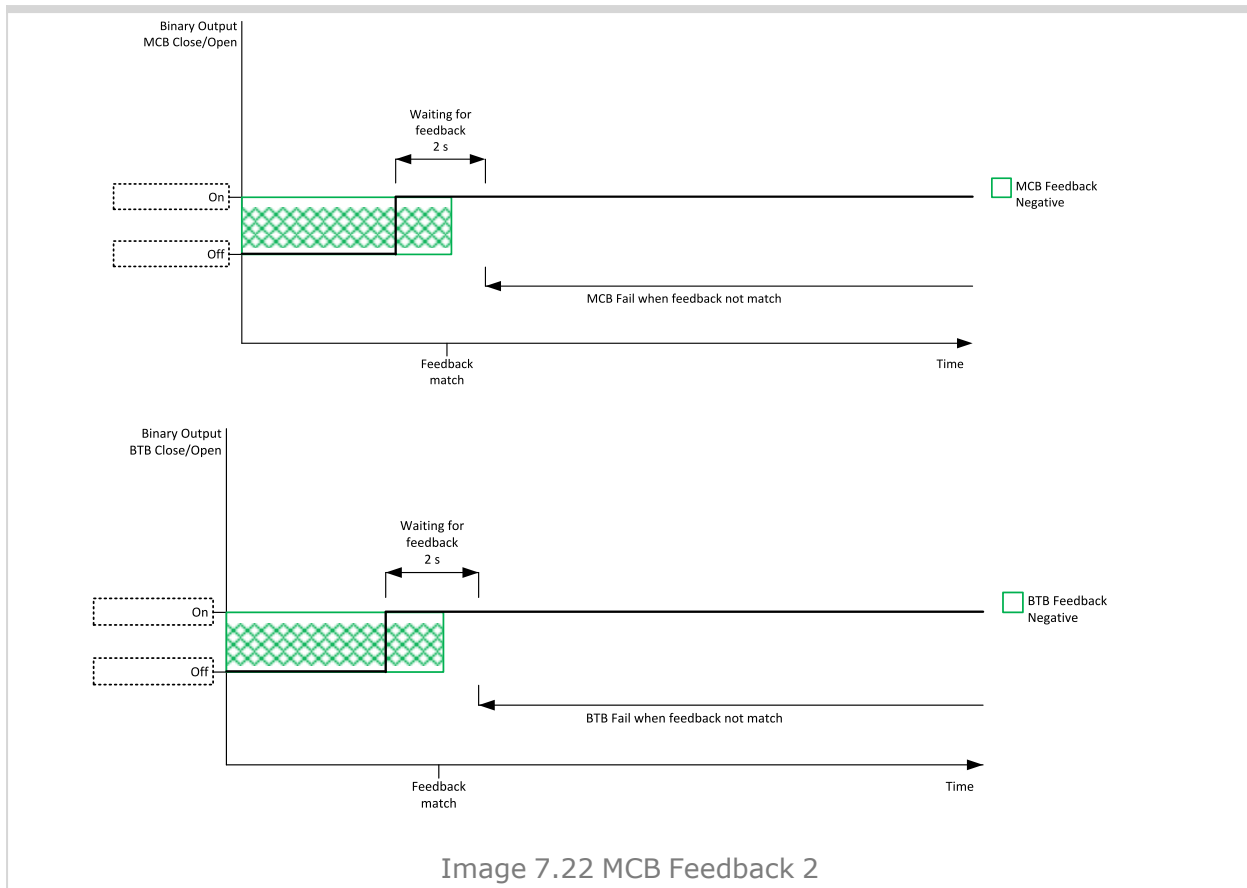 Binary Output
MCB Close/Open
Waiting for
feedback
2 s
On
MCB Feedback
Negative
Off
MCB Fail when feedback not match
Feedback
match
Time
Binary Output
BTB Close/Open
Waiting for
feedback
2 s
On
BTB Feedback
Negative
Off
BTB Fail when feedback not match
Feedback
match
Time
Image 7.22 MCB Feedback 2